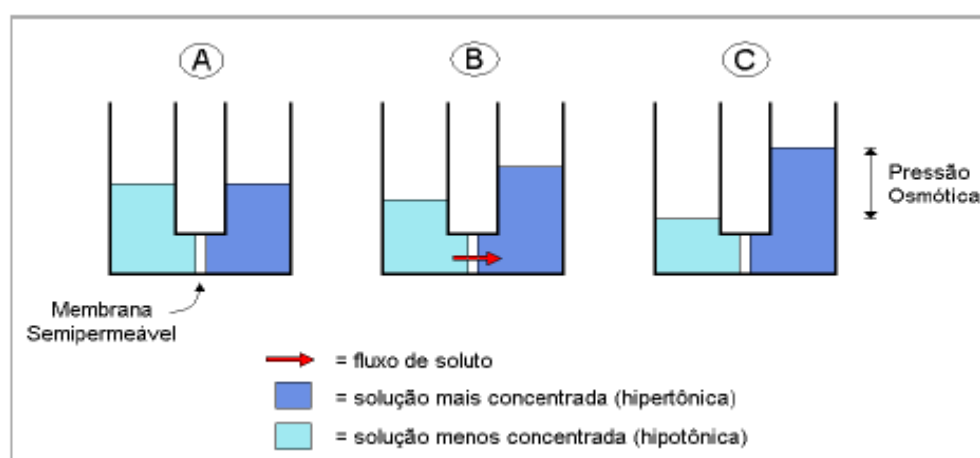 A
B
C
Pressão
Osmótica
Membrana
Semipermeável
= fluxo de soluto
= solução mais concentrada (hipertônica)
= solução menos concentrada (hipotônica)